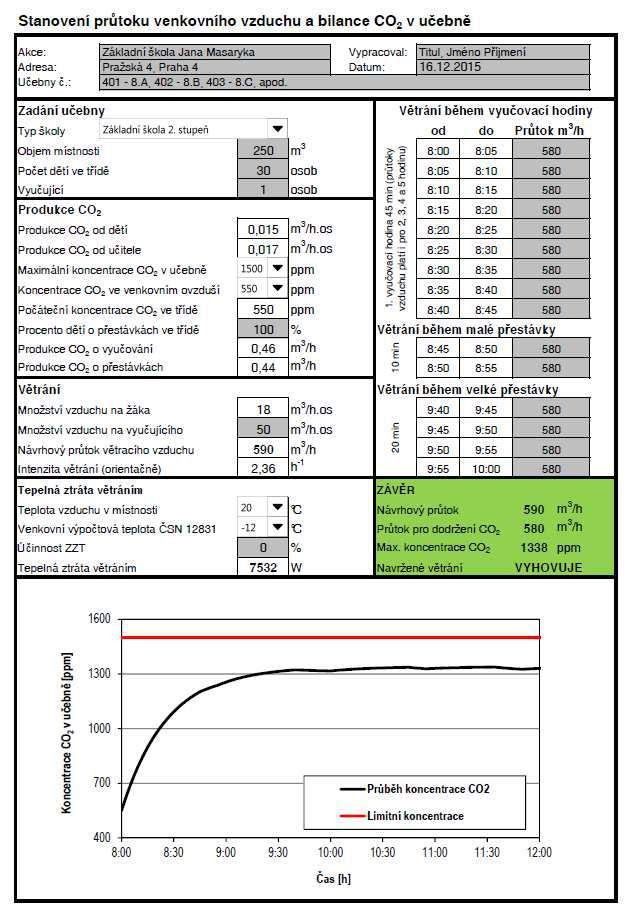 Stanovení průtoku venkovního vzduchu a bilance CO2 v učebně
Akce: Základní škola Jana Masaryka Vypracoval: Titul, Jméno Příjmení
Adresa: Pražská 4, Praha 4 Datum: 16.12.2015
Učebny č.: 401 - 8.A, 402 - 8.B, 403 - 8.C, apod.
Zadání učebny
Typ školy Základní škola 2. stupeň
Objem místnosti 250 m3
Počet dětí ve třídě 30 osob
Vyučující 1 osob
Produkce CO2
Produkce CO2 od dětí 0,015 m3/h.os
Produkce CO2 od učitele 0,017 m3/h.os
Maximální koncentrace CO2 v učebně 1500 ppm
Koncentrace CO2 ve venkovním ovzduší 550 ppm
Počáteční koncentrace CO2 ve třídě 550 ppm
Procento dětí o přestávkách ve třídě 100 %
Produkce CO2 o vyučování 0,46 m3/h
Produkce CO2 o přestávkách 0,44 m3/h
Větrání
Množství vzduchu na žáka 18 m3/h.os
Množství vzduchu na vyučujícího 50 m3/h.os
Návrhový průtok větracího vzduchu 590 m3/h
Intenzita větrání (orientačně) 2,36 h-1
Tepelná ztráta větráním
Teplota vzduchu v místnosti 20 °C
Venkovní výpočtová teplota ČSN 12831 -12 °C
Účinnost ZZT 0 %
Tepelná ztráta větráním 7532 W
Větrání během vyučovací hodiny
od do Průtok m3/h
1. vyučovací hodina 45 min (průtoky
vzduchu platí i pro 2, 3, 4 a 5 hodinu)
8:00 8:05 580
8:05 8:10 580
8:10 8:15 580
8:15 8:20 580
8:20 8:25 580
8:25 8:30 580
8:30 8:35 580
8:35 8:40 580
8:40 8:45 580
Větrání během malé přestávky
10 min
8:45 8:50 580
8:50 8:55 580
Větrání během velké přestávky
20 min
9:40 9:45 580
9:45 9:50 580
9:50 9:55 580
9:55 10:00 580
ZÁVĚR
Návrhový průtok 590 m3/h
Průtok pro dodržení CO2 580 m3/h
Max. koncentrace CO2 1338 ppm
Navržené větrání VYHOVUJE
Koncentrace CO2 v učebně [ppm]
1600
1300
1000
700
400
Průběh koncentrace CO2
Limitní koncentrace
8:00 8:30 9:00 9:30 10:00 10:30 11:00 11:30 12:00
Čas [h]